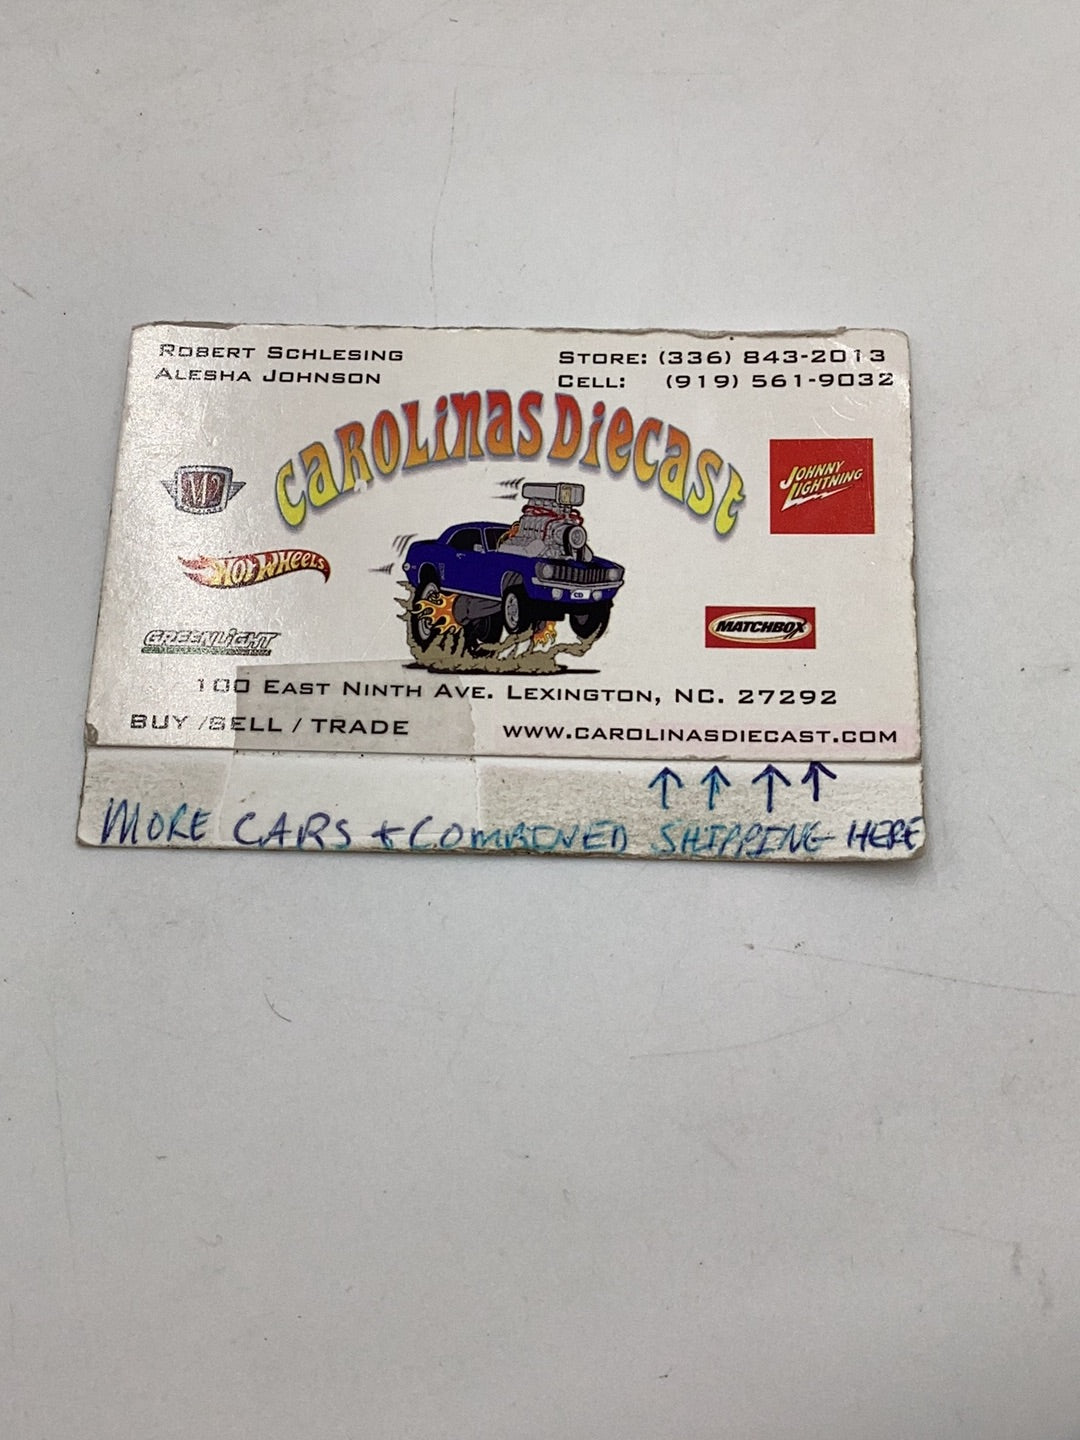 Robert Schlesing
Alesha Johnson
Store: (336) 843-2013
Cell: (919) 561-9032
Carolinas Diecast
M2
Johnny Lightning
Hot Wheels
Greenlight
Matchbox
CD
100 East Ninth Ave. Lexington, NC. 27292
BUY / SELL / TRADE
www.carolinasdiecast.com
↑ ↑ ↑ ↑
MORE CARS & COMBINED SHIPPING HERE